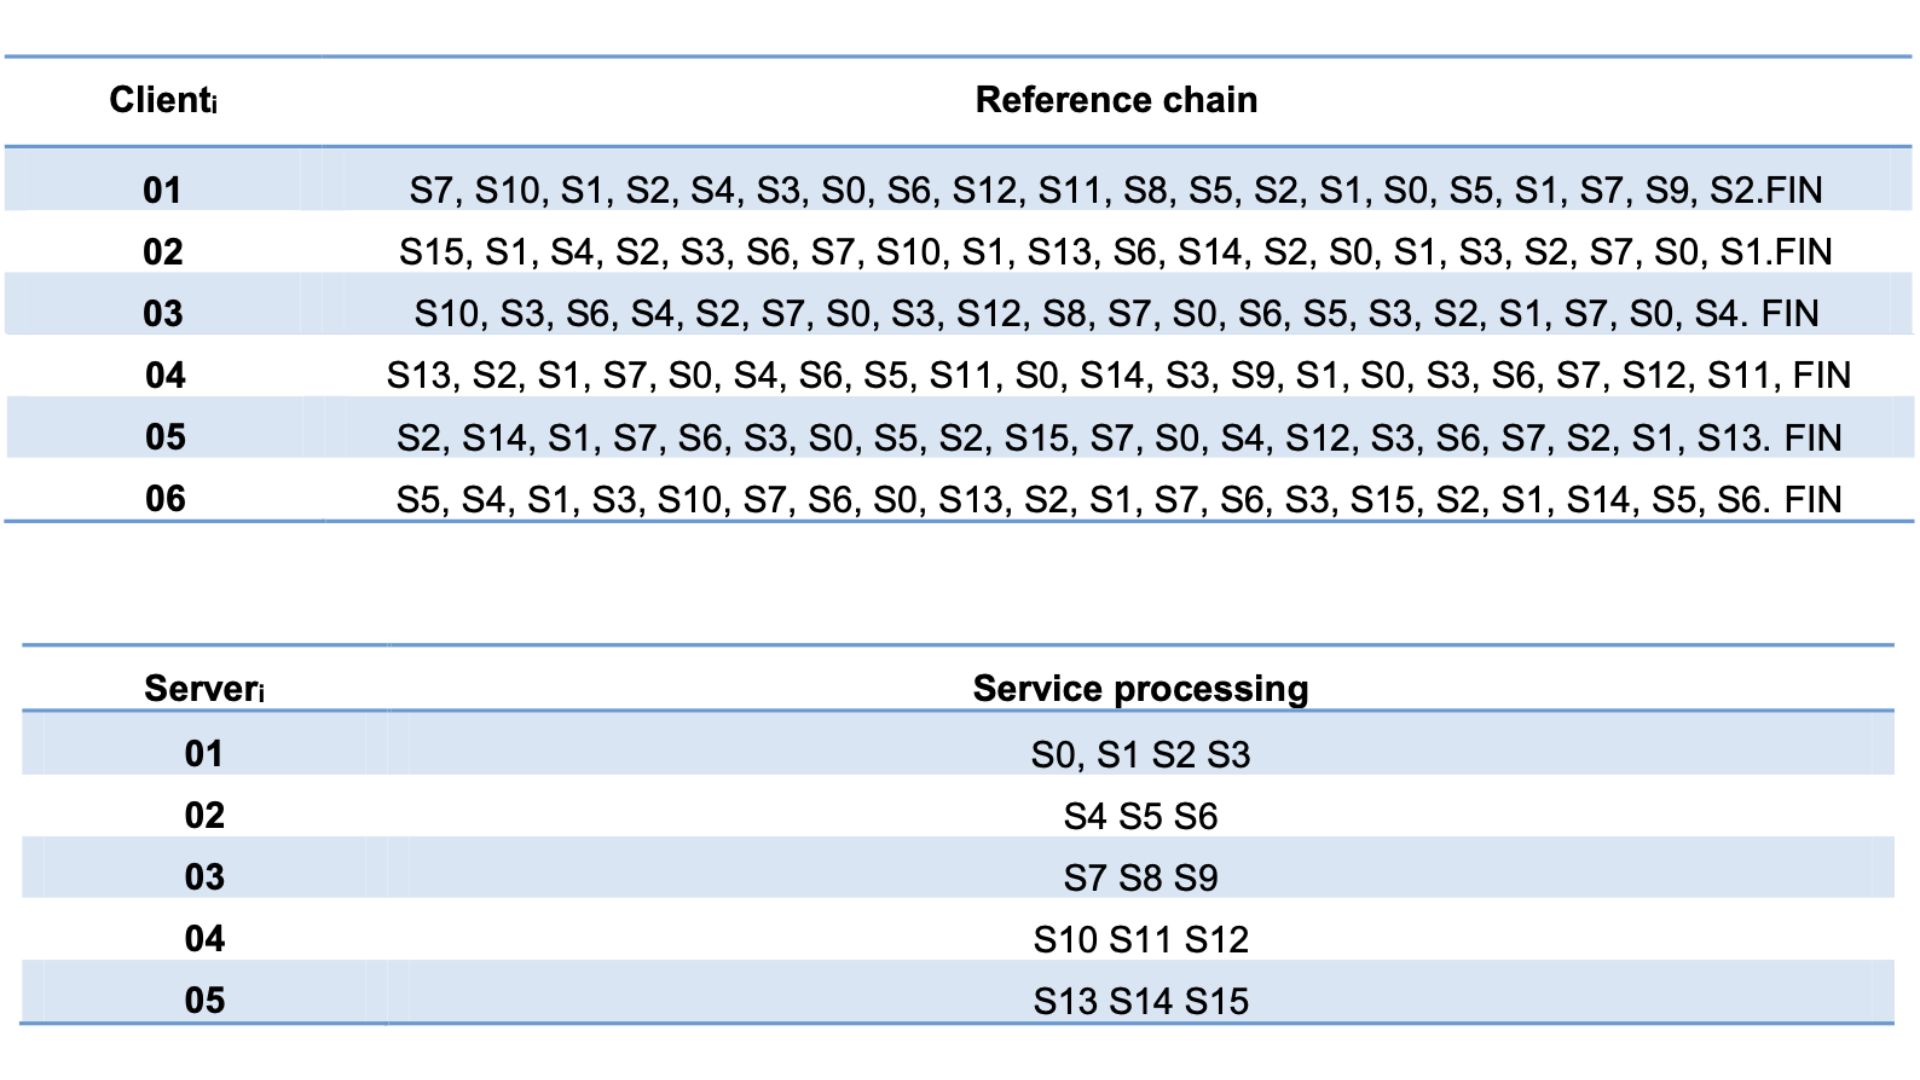 Clienti Reference chain
01 S7, S10, S1, S2, S4, S3, S0, S6, S12, S11, S8, S5, S2, S1, S0, S5, S1, S7, S9, S2.FIN
02 S15, S1, S4, S2, S3, S6, S7, S10, S1, S13, S6, S14, S2, S0, S1, S3, S2, S7, S0, S1.FIN
03 S10, S3, S6, S4, S2, S7, S0, S3, S12, S8, S7, S0, S6, S5, S3, S2, S1, S7, S0, S4. FIN
04 S13, S2, S1, S7, S0, S4, S6, S5, S11, S0, S14, S3, S9, S1, S0, S3, S6, S7, S12, S11, FIN
05 S2, S14, S1, S7, S6, S3, S0, S5, S2, S15, S7, S0, S4, S12, S3, S6, S7, S2, S1, S13. FIN
06 S5, S4, S1, S3, S10, S7, S6, S0, S13, S2, S1, S7, S6, S3, S15, S2, S1, S14, S5, S6. FIN
Serveri Service processing
01 S0, S1 S2 S3
02 S4 S5 S6
03 S7 S8 S9
04 S10 S11 S12
05 S13 S14 S15